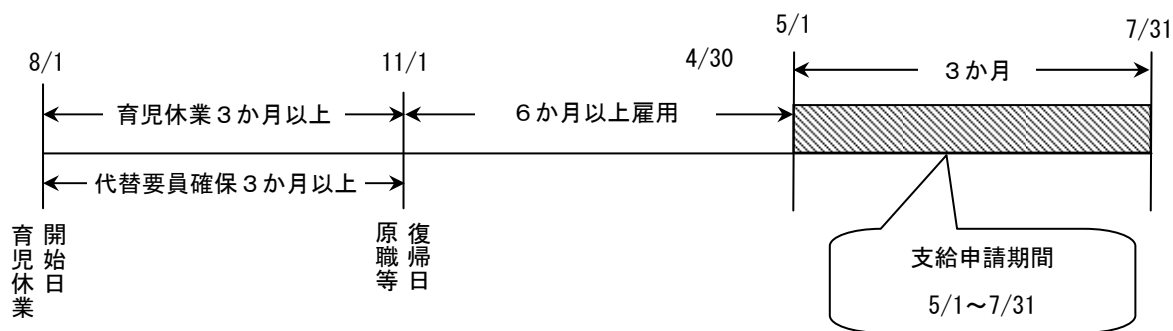 5/1
7/31
8/1
11/1
4/30
3か月
育児休業3か月以上
6か月以上雇用
代替要員確保3か月以上
育児休業
開始日
原職等
復帰日
支給申請期間
5/1~7/31